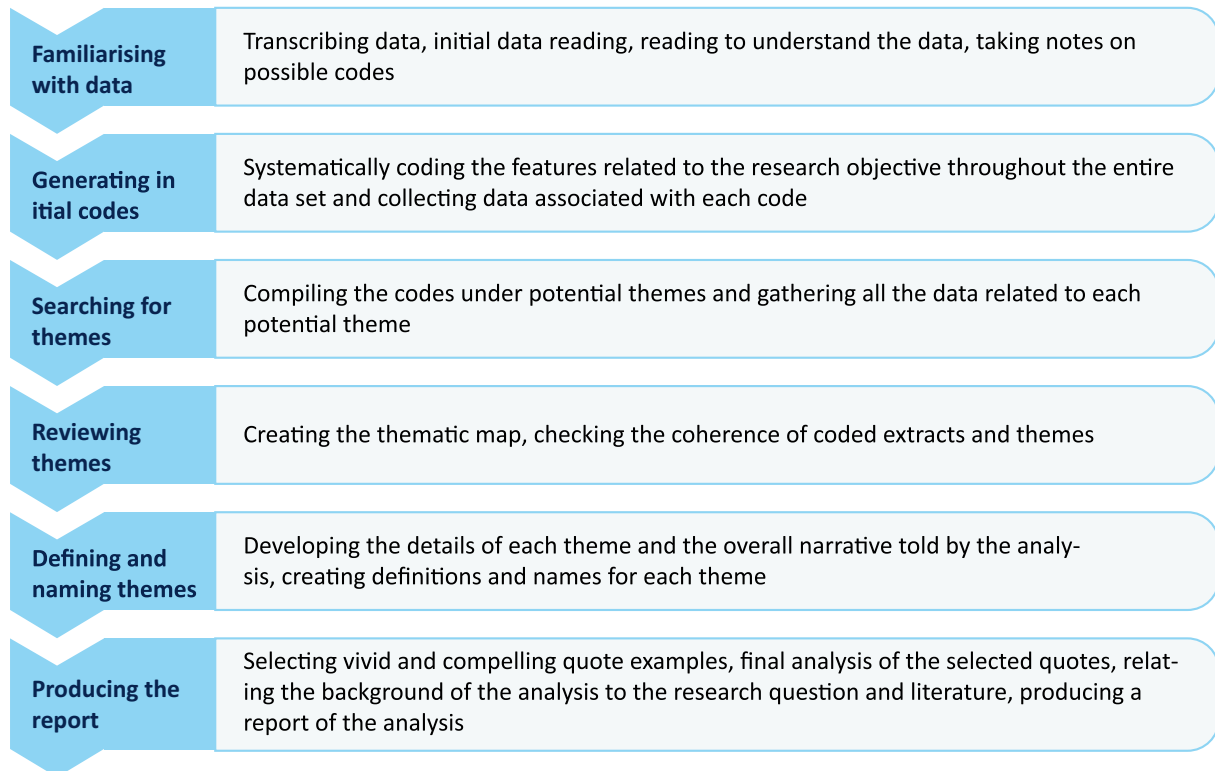 Familiarising
with data
Transcribing data, initial data reading, reading to understand the data, taking notes on
possible codes
Generating in
itial codes
Systematically coding the features related to the research objective throughout the entire
data set and collecting data associated with each code
Searching for
themes
Compiling the codes under potential themes and gathering all the data related to each
potential theme
Reviewing
themes
Creating the thematic map, checking the coherence of coded extracts and themes
Defining and
naming themes
Developing the details of each theme and the overall narrative told by the analy-
sis, creating definitions and names for each theme
Producing the
report
Selecting vivid and compelling quote examples, final analysis of the selected quotes, relat-
ing the background of the analysis to the research question and literature, producing a
report of the analysis